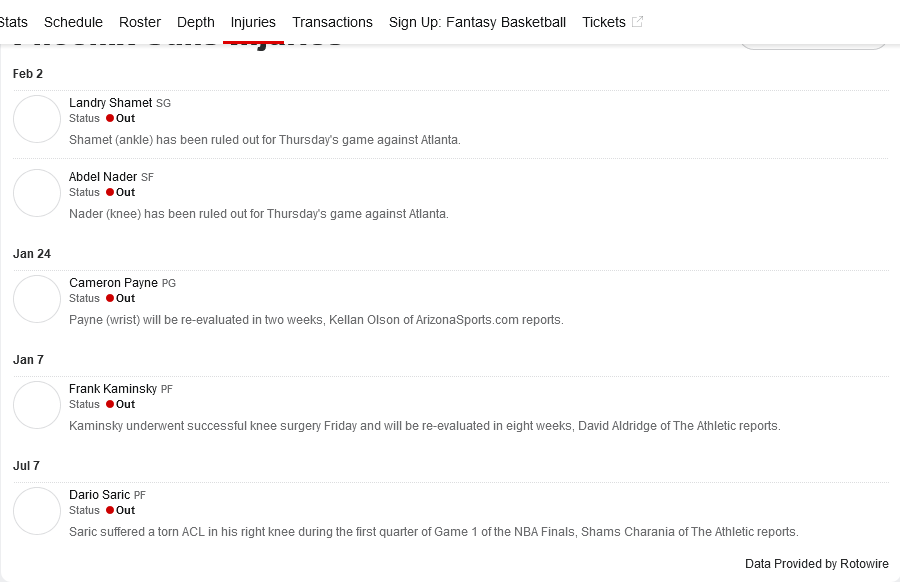 Stats Schedule Roster Depth Injuries Transactions Sign Up: Fantasy Basketball Tickets
Phoenix Suns Injuries
Feb 2
Landry Shamet SG
Status Out
Shamet (ankle) has been ruled out for Thursday's game against Atlanta.
Abdel Nader SF
Status Out
Nader (knee) has been ruled out for Thursday's game against Atlanta.
Jan 24
Cameron Payne PG
Status Out
Payne (wrist) will be re-evaluated in two weeks, Kellan Olson of ArizonaSports.com reports.
Jan 7
Frank Kaminsky PF
Status Out
Kaminsky underwent successful knee surgery Friday and will be re-evaluated in eight weeks, David Aldridge of The Athletic reports.
Jul 7
Dario Saric PF
Status Out
Saric suffered a torn ACL in his right knee during the first quarter of Game 1 of the NBA Finals, Shams Charania of The Athletic reports.
Data Provided by Rotowire